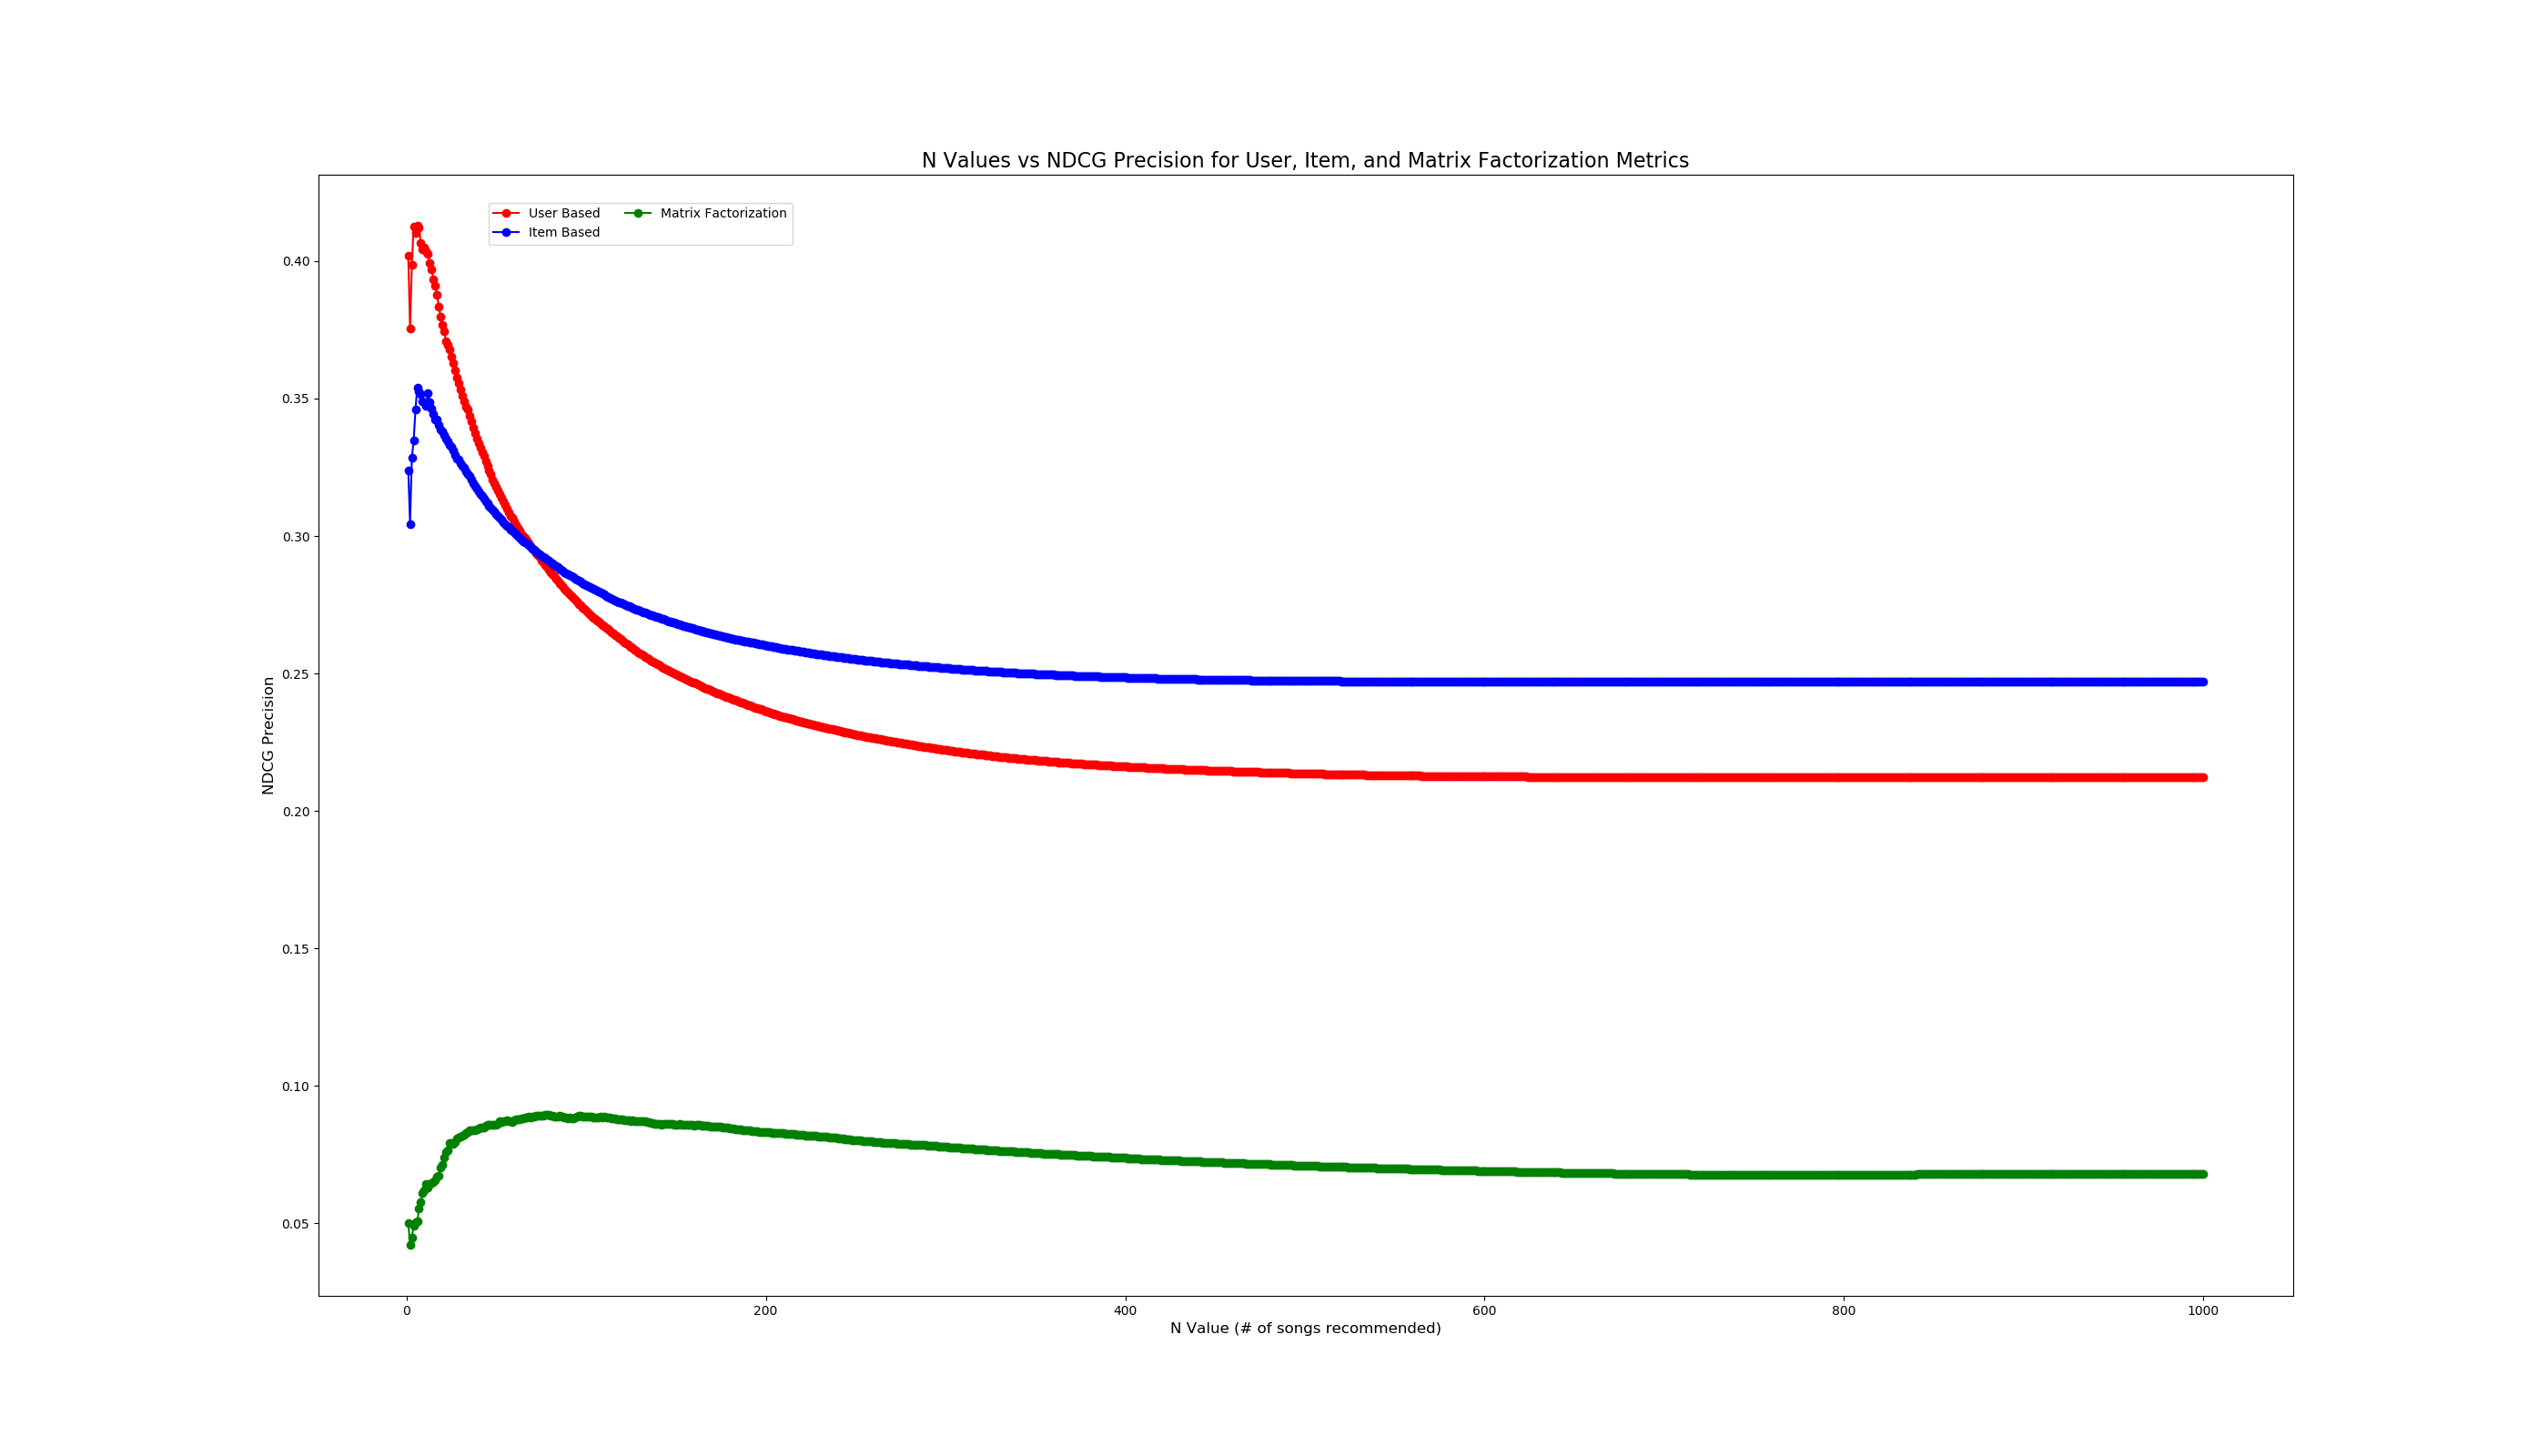 N Values vs NDCG Precision for User, Item, and Matrix Factorization Metrics
User Based
Item Based
Matrix Factorization
0.40
0.35
0.30
0.25
0.20
0.15
0.10
0.05
NDCG Precision
0 200 400 600 800 1000
N Value (# of songs recommended)